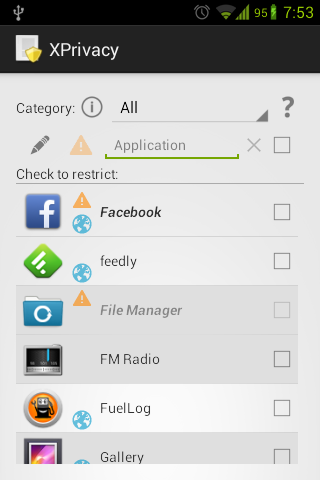 95 7:53
XPrivacy
Category: All ?
Application
Check to restrict:
Facebook
feedly
File Manager
FM Radio
FuelLog
Gallery